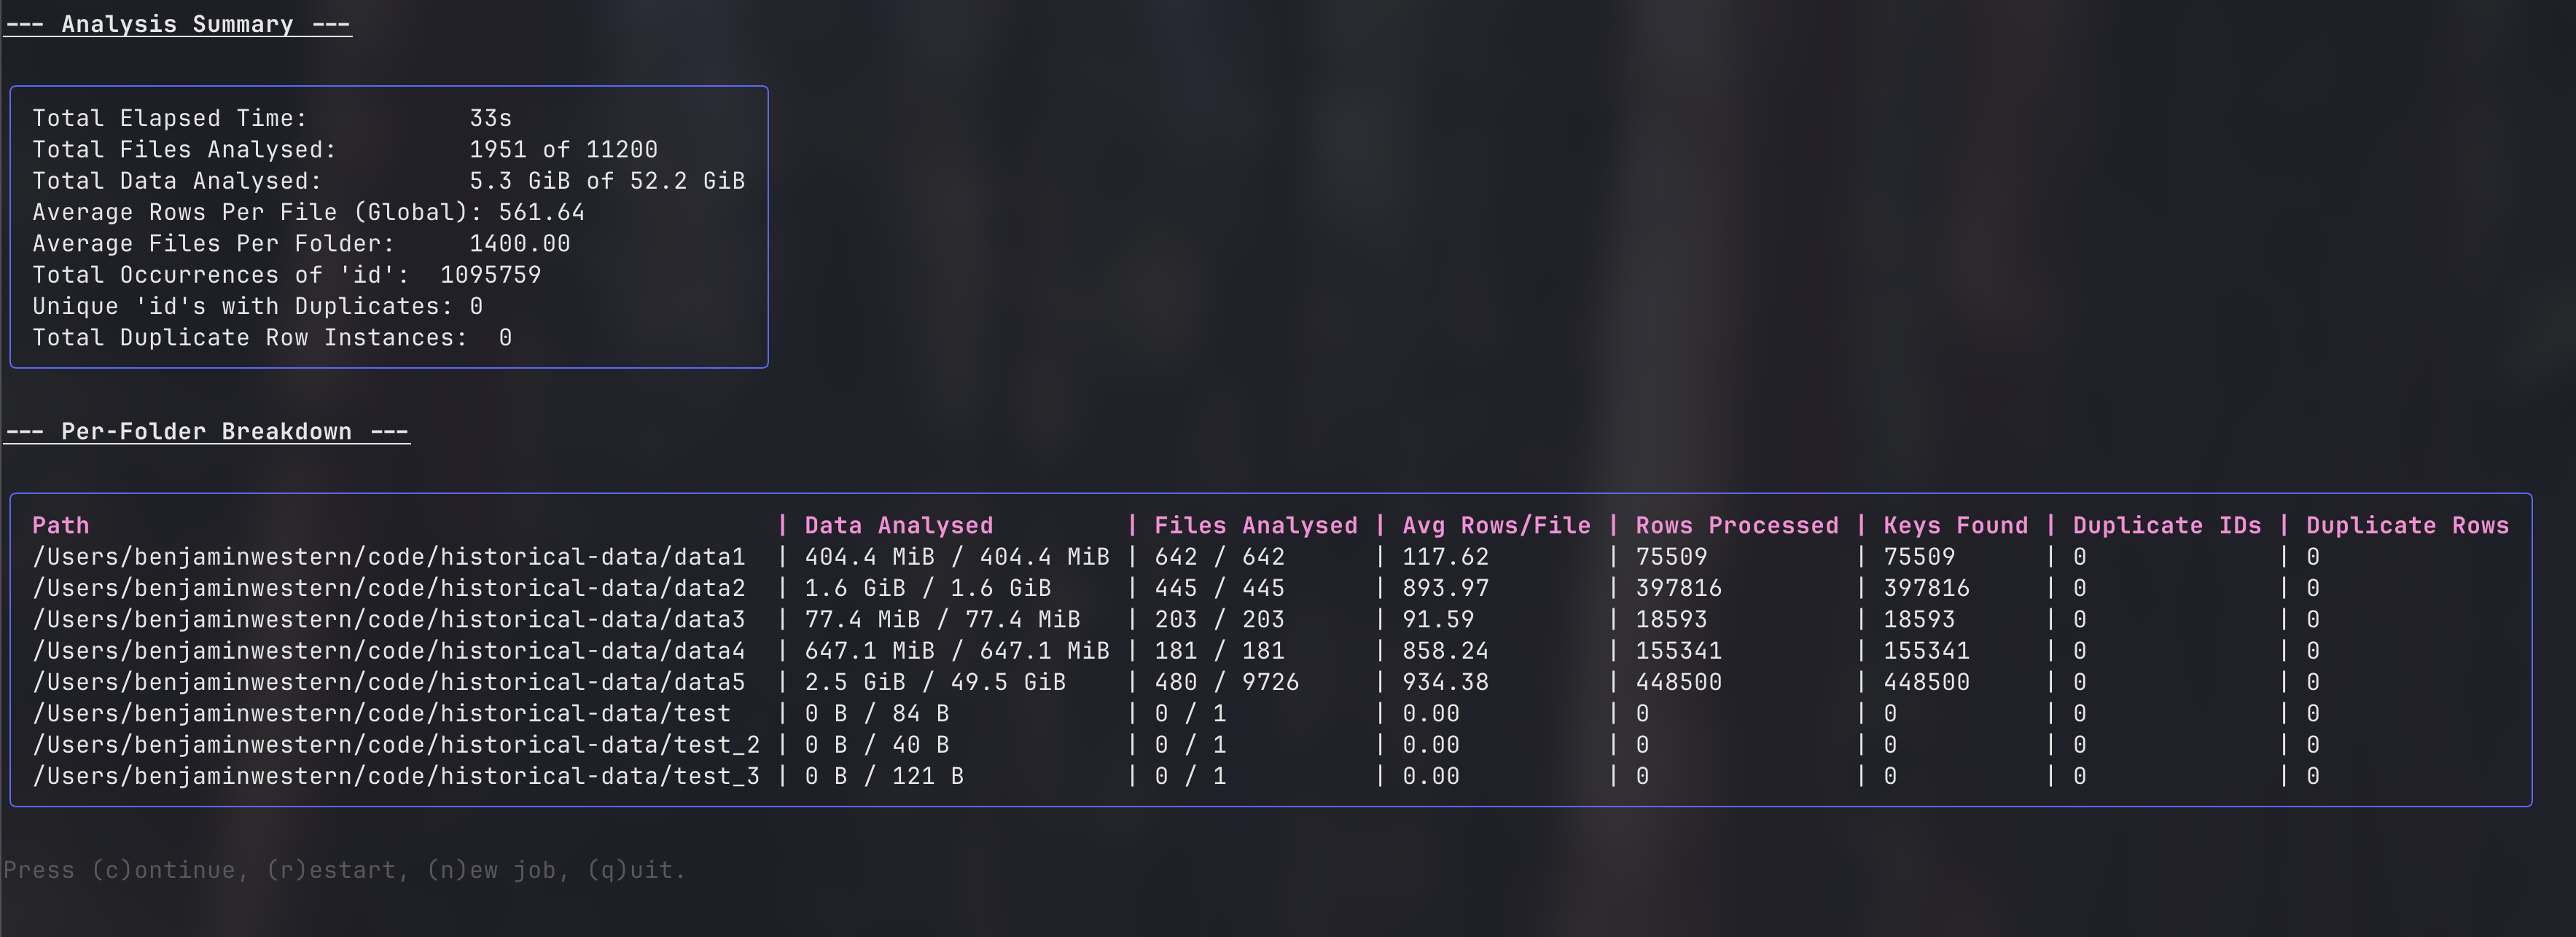 --- Analysis Summary ---
Total Elapsed Time: 33s
Total Files Analysed: 1951 of 11200
Total Data Analysed: 5.3 GiB of 52.2 GiB
Average Rows Per File (Global): 561.64
Average Files Per Folder: 1400.00
Total Occurrences of 'id': 1095759
Unique 'id's with Duplicates: 0
Total Duplicate Row Instances: 0
--- Per-Folder Breakdown ---
Path | Data Analysed | Files Analysed | Avg Rows/File | Rows Processed | Keys Found | Duplicate IDs | Duplicate Rows
/Users/benjaminwestern/code/historical-data/data1 | 404.4 MiB / 404.4 MiB | 642 / 642 | 117.62 | 75509 | 75509 | 0 | 0
/Users/benjaminwestern/code/historical-data/data2 | 1.6 GiB / 1.6 GiB | 445 / 445 | 893.97 | 397816 | 397816 | 0 | 0
/Users/benjaminwestern/code/historical-data/data3 | 77.4 MiB / 77.4 MiB | 203 / 203 | 91.59 | 18593 | 18593 | 0 | 0
/Users/benjaminwestern/code/historical-data/data4 | 647.1 MiB / 647.1 MiB | 181 / 181 | 858.24 | 155341 | 155341 | 0 | 0
/Users/benjaminwestern/code/historical-data/data5 | 2.5 GiB / 49.5 GiB | 480 / 9726 | 934.38 | 448500 | 448500 | 0 | 0
/Users/benjaminwestern/code/historical-data/test | 0 B / 84 B | 0 / 1 | 0.00 | 0 | 0 | 0 | 0
/Users/benjaminwestern/code/historical-data/test_2 | 0 B / 40 B | 0 / 1 | 0.00 | 0 | 0 | 0 | 0
/Users/benjaminwestern/code/historical-data/test_3 | 0 B / 121 B | 0 / 1 | 0.00 | 0 | 0 | 0 | 0
Press (c)ontinue, (r)estart, (n)ew job, (q)uit.